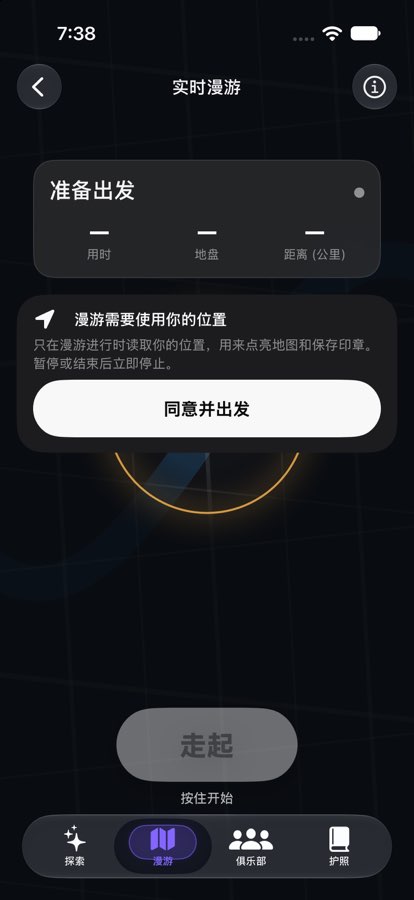 7:38
实时漫游
准备出发
用时
地盘
距离 (公里)
漫游需要使用你的位置
只在漫游进行时读取你的位置，用来点亮地图和保存印章。
暂停或结束后立即停止。
同意并出发
走起
按住开始
探索
漫游
俱乐部
护照